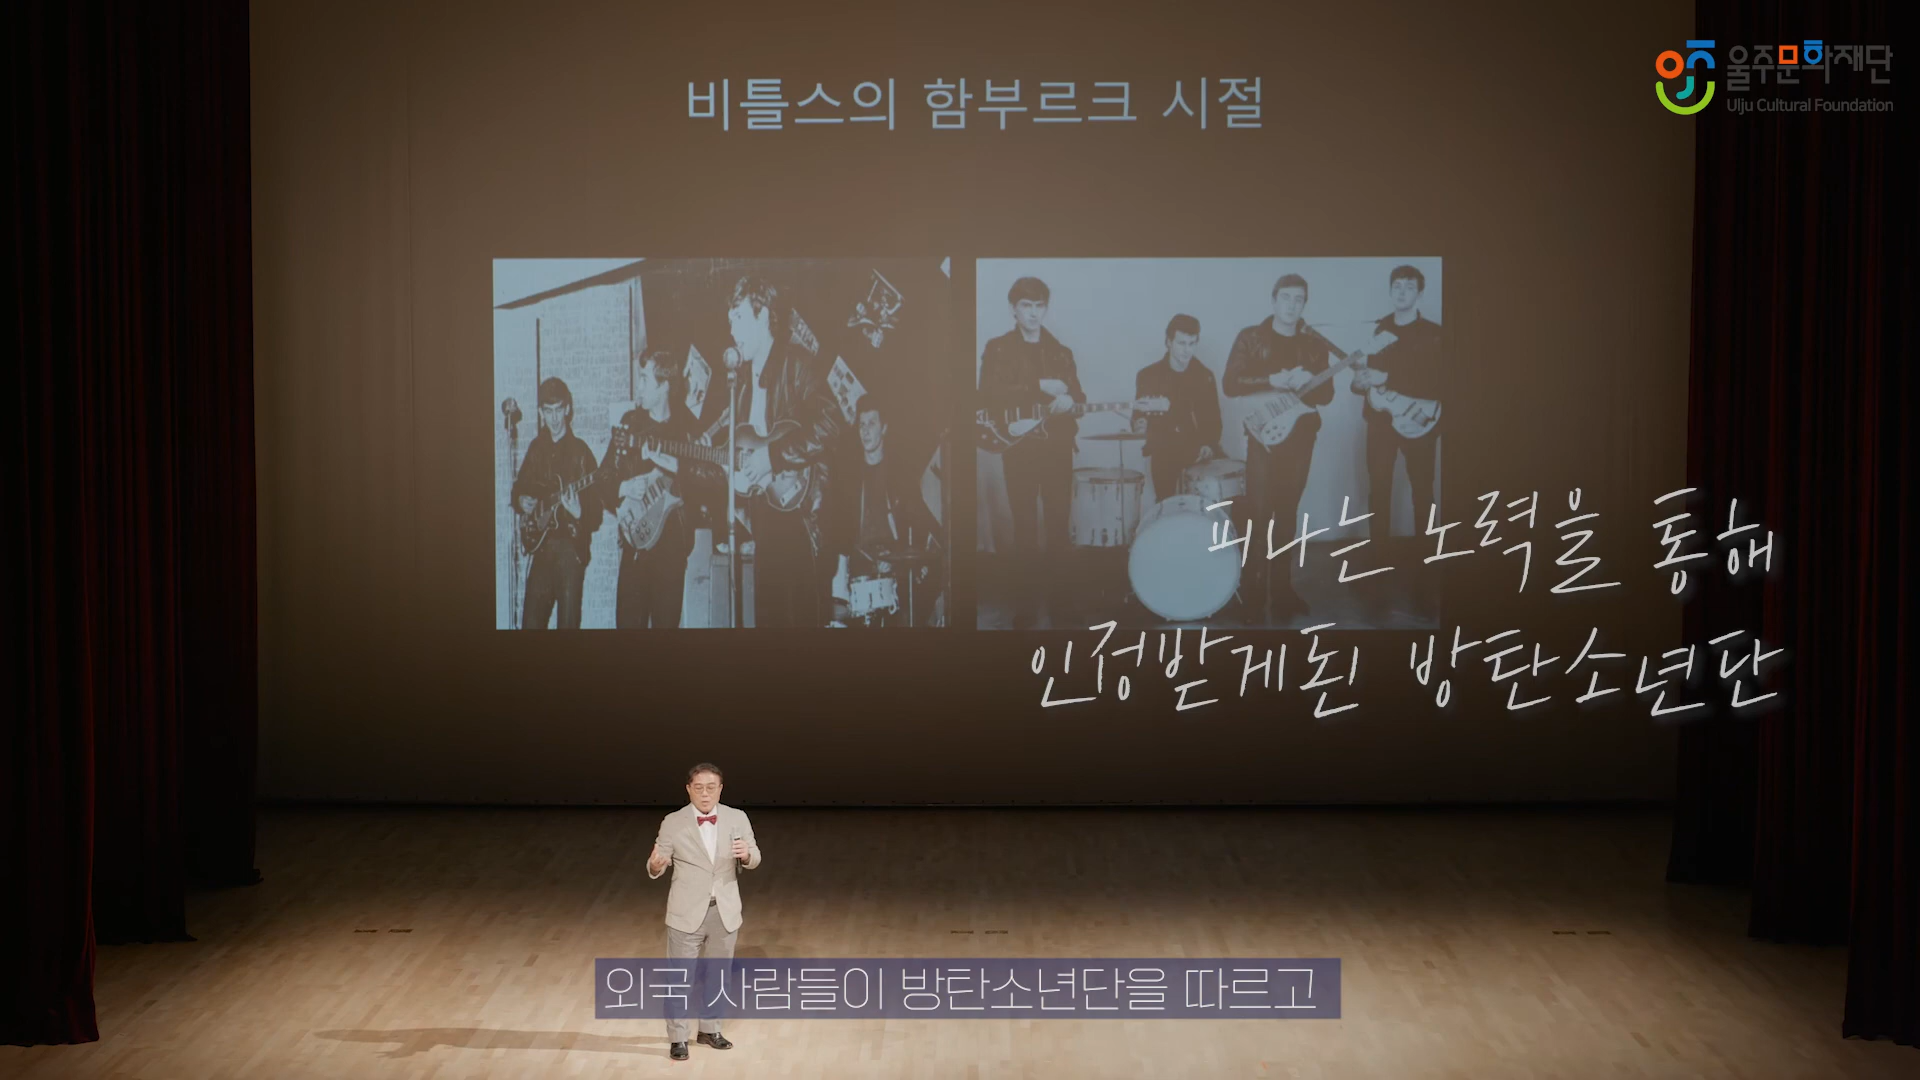 비틀스의 함부르크 시절
울주문화재단
Ulju Cultural Foundation
피나는 노력을 통해
인정받게된 방탄소년단
외국 사람들이 방탄소년단을 따르고